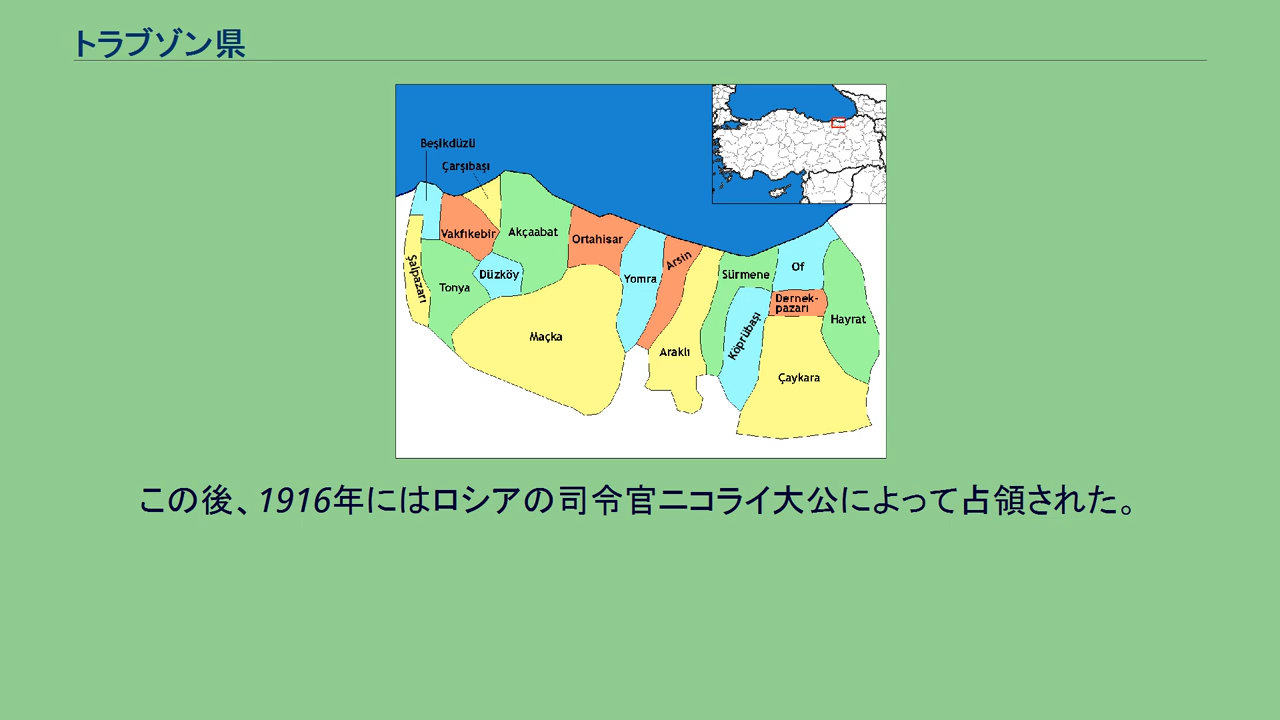 トラブゾン県
Beşikdüzü
Çarşıbaşı
Vakfıkebir
Akçaabat
Ortahisar
Şalpazarı
Tonya
Düzköy
Yomra
Arsin
Sürmene
Of
Dernek-
pazarı
Hayrat
Maçka
Araklı
Köprübaşı
Çaykara
この後、1916年にはロシアの司令官ニコライ大公によって占領された。